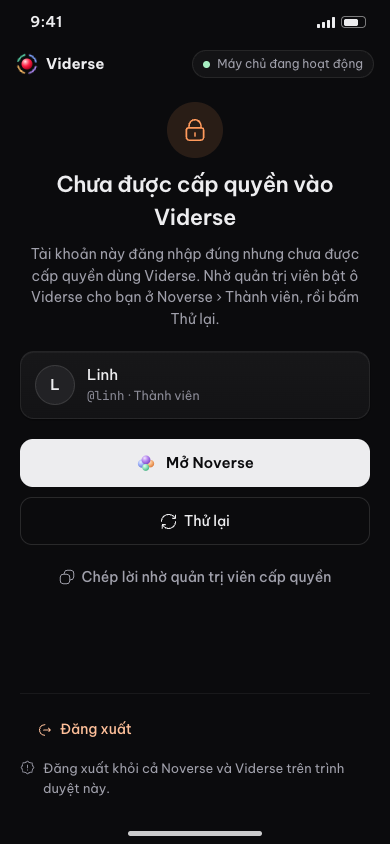 9:41
Viderse
Máy chủ đang hoạt động
Chưa được cấp quyền vào
Viderse
Tài khoản này đăng nhập đúng nhưng chưa được
cấp quyền dùng Viderse. Nhờ quản trị viên bật ô
Viderse cho bạn ở Noverse › Thành viên, rồi bấm
Thử lại.
L
Linh
@linh · Thành viên
Mở Noverse
Thử lại
Chép lời nhờ quản trị viên cấp quyền
Đăng xuất
Đăng xuất khỏi cả Noverse và Viderse trên trình
duyệt này.